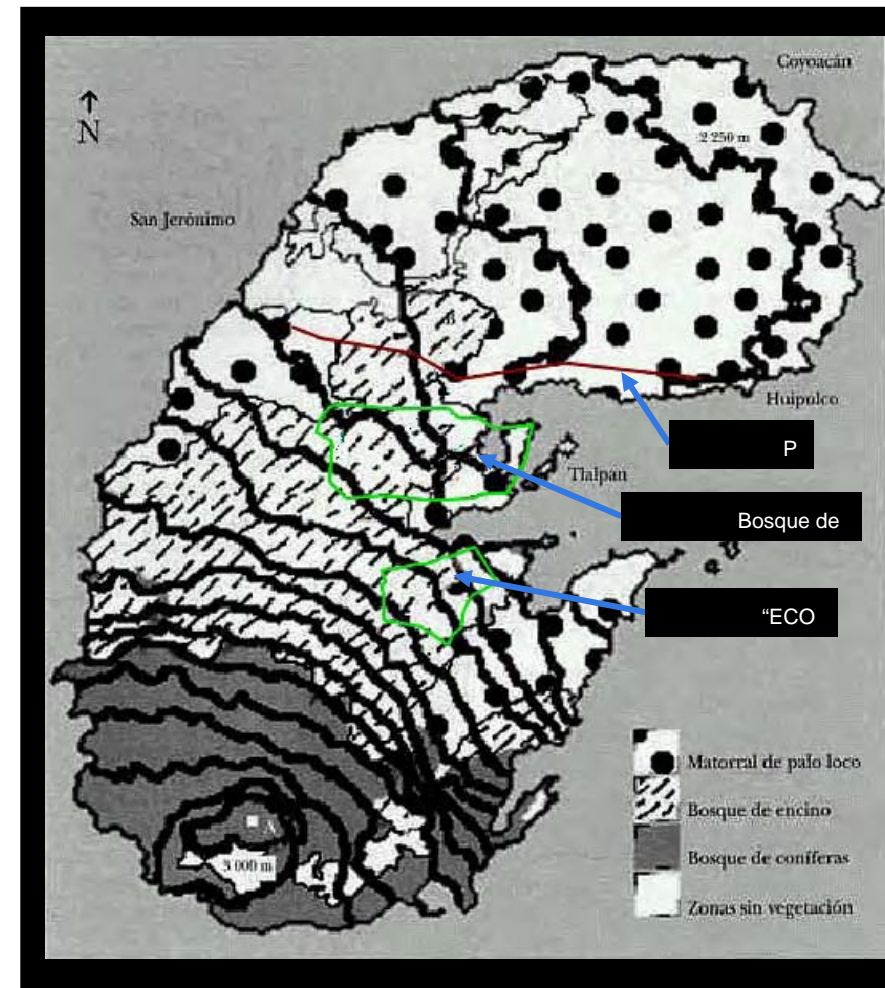 Coyoacán
N
2 250 m
San Jerónimo
Huipulco
P
Tlalpan
Bosque de
"ECO
Matorral de palo loco
Bosque de encino
A
3 000 m
Bosque de coníferas
Zonas sin vegetación